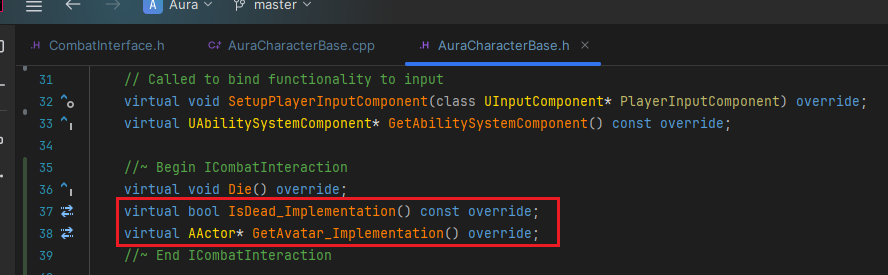 A Aura master
CombatInterface.h AuraCharacterBase.cpp AuraCharacterBase.h
31 // Called to bind functionality to input
32 virtual void SetupPlayerInputComponent(class UInputComponent* PlayerInputComponent) override;
33 virtual UAbilitySystemComponent* GetAbilitySystemComponent() const override;
34
35 //~ Begin ICombatInteraction
36 virtual void Die() override;
37 virtual bool IsDead_Implementation() const override;
38 virtual AActor* GetAvatar_Implementation() override;
39 //~ End ICombatInteraction